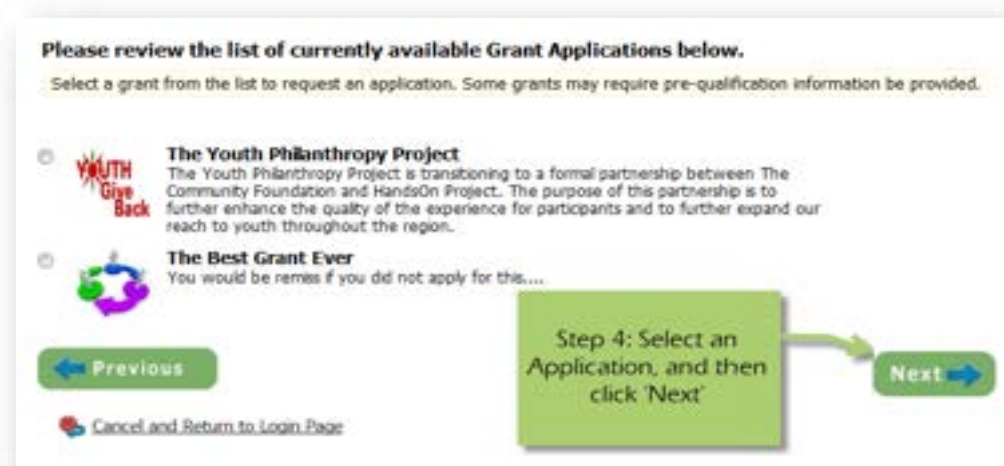 Please review the list of currently available Grant Applications below.
Select a grant from the list to request an application. Some grants may require pre-qualification information be provided.
YOUTH
Give
Back
The Youth Philanthropy Project
The Youth Philanthropy Project is transitioning to a formal partnership between The
Community Foundation and HandsOn Project. The purpose of this partnership is to
further enhance the quality of the experience for participants and to further expand our
reach to youth throughout the region.
The Best Grant Ever
You would be remiss if you did not apply for this....
Step 4: Select an
Application, and then
click 'Next'
Previous
Next
Cancel and Return to Login Page